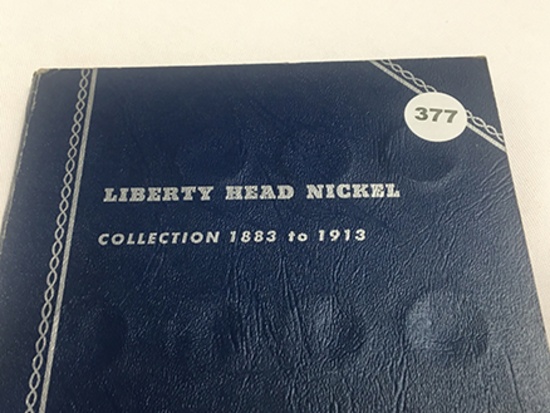 377
LIBERTY HEAD NICKEL
COLLECTION 1883 to 1913